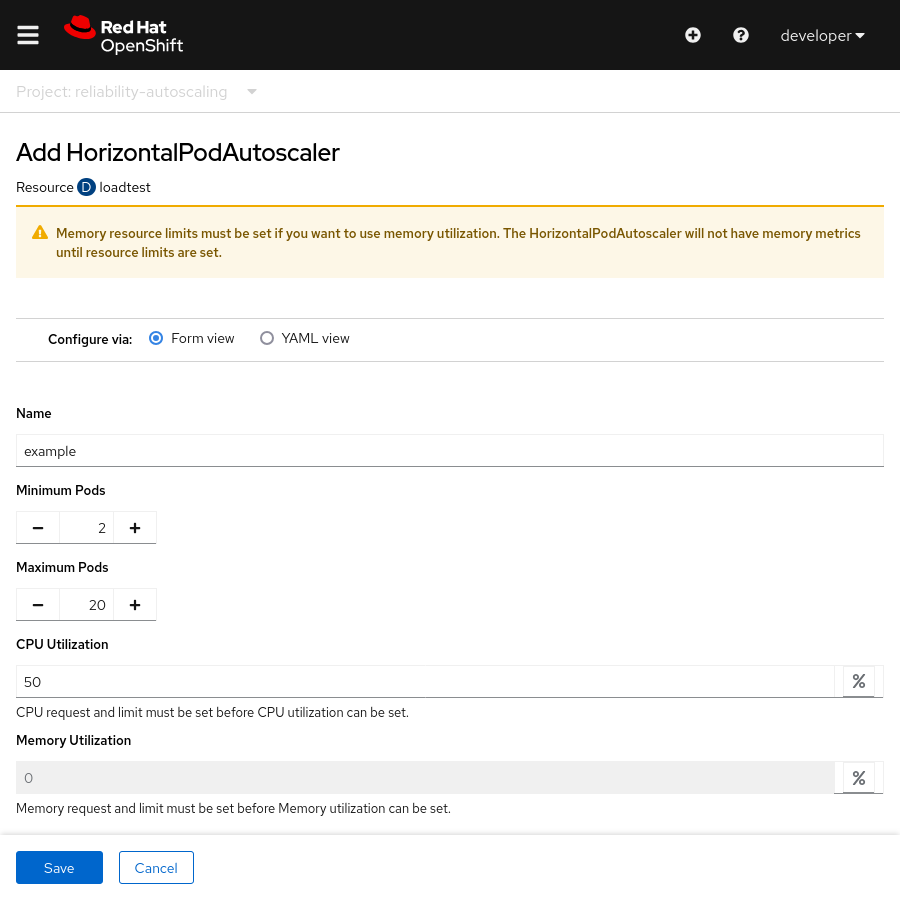 Red Hat
OpenShift
developer
Project: reliability-autoscaling
Add HorizontalPodAutoscaler
Resource D loadtest
Memory resource limits must be set if you want to use memory utilization. The HorizontalPodAutoscaler will not have memory metrics
until resource limits are set.
Configure via: Form view YAML view
Name
example
Minimum Pods
2
Maximum Pods
20
CPU Utilization
50 %
CPU request and limit must be set before CPU utilization can be set.
Memory Utilization
0 %
Memory request and limit must be set before Memory utilization can be set.
Save Cancel